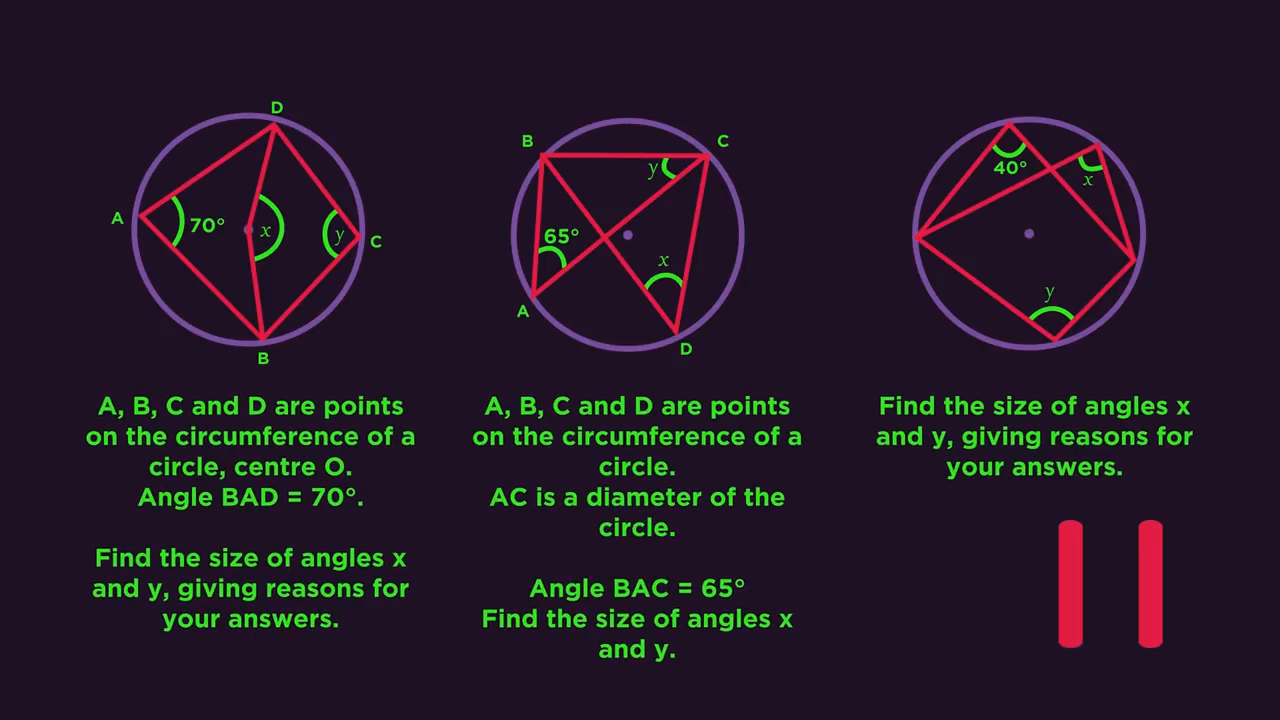 D
A
70°
x
y
C
B
A, B, C and D are points
on the circumference of a
circle, centre O.
Angle BAD = 70°.
Find the size of angles x
and y, giving reasons for
your answers.
B
C
y
65°
x
A
D
A, B, C and D are points
on the circumference of a
circle.
AC is a diameter of the
circle.
Angle BAC = 65°
Find the size of angles x
and y.
40°
x
y
Find the size of angles x
and y, giving reasons for
your answers.